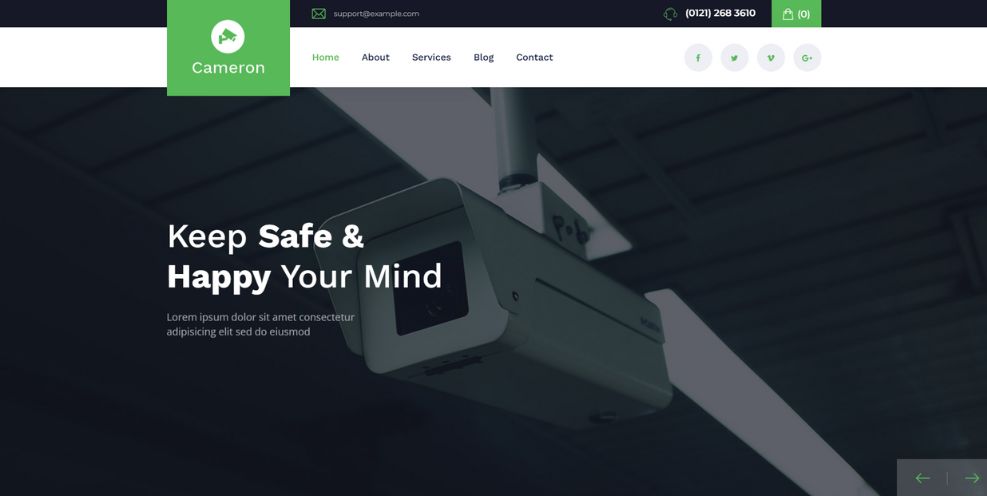 support@example.com
(0121) 268 3610
(0)
Cameron
Home About Services Blog Contact
Keep Safe &
Happy Your Mind
Lorem ipsum dolor sit amet consectetur
adipisicing elit sed do eiusmod